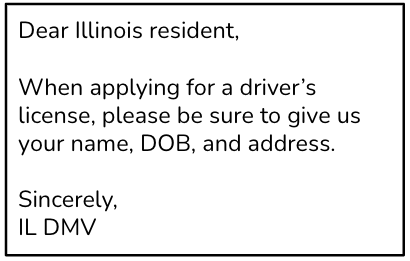 Dear Illinois resident,
When applying for a driver’s
license, please be sure to give us
your name, DOB, and address.
Sincerely,
IL DMV